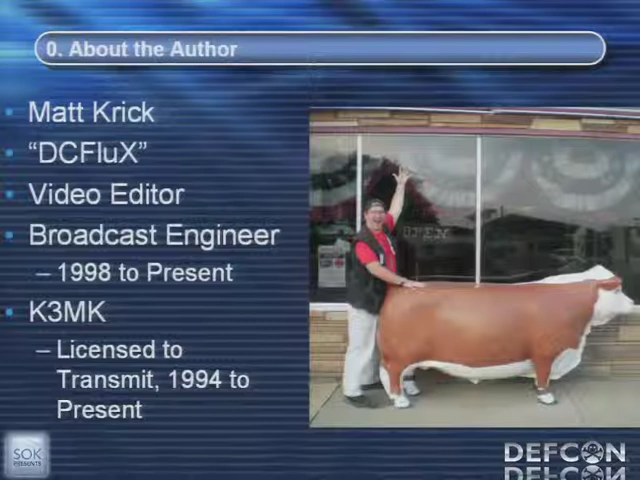 0. About the Author
Matt Krick
“DCFluX”
Video Editor
Broadcast Engineer
– 1998 to Present
K3MK
– Licensed to
Transmit, 1994 to
Present
OPEN
SOK
PRESENTS
DEFCON